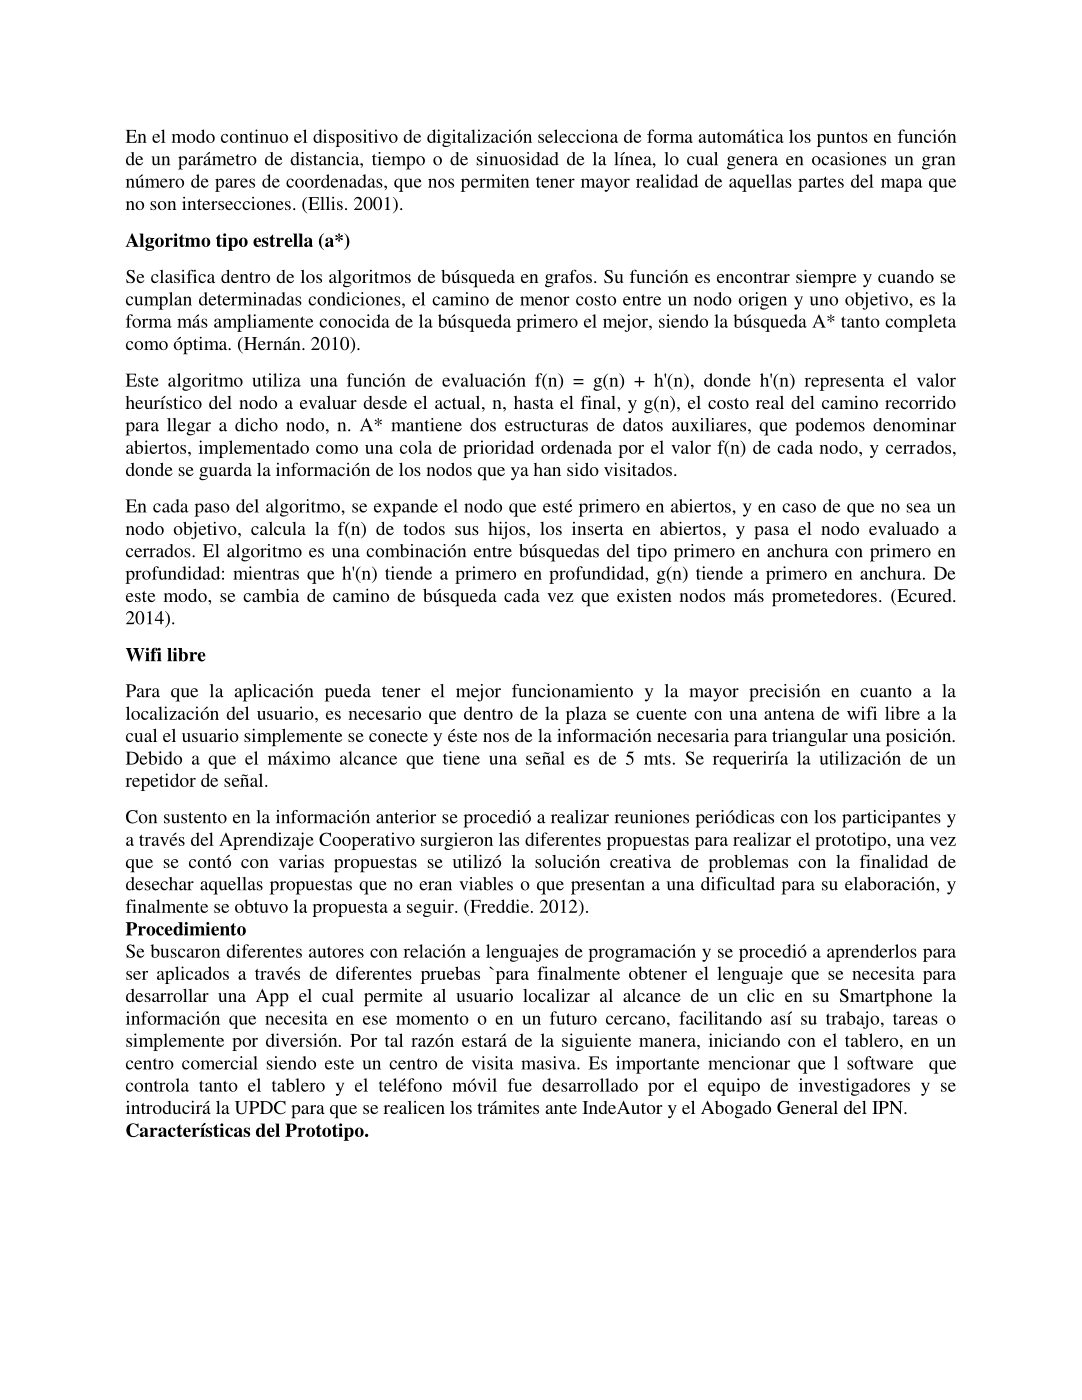 En el modo continuo el dispositivo de digitalización selecciona de forma automática los puntos en función
de un parámetro de distancia, tiempo o de sinuosidad de la línea, lo cual genera en ocasiones un gran
número de pares de coordenadas, que nos permiten tener mayor realidad de aquellas partes del mapa que
no son intersecciones. (Ellis. 2001).
Algoritmo tipo estrella (a*)
Se clasifica dentro de los algoritmos de búsqueda en grafos. Su función es encontrar siempre y cuando se
cumplan determinadas condiciones, el camino de menor costo entre un nodo origen y uno objetivo, es la
forma más ampliamente conocida de la búsqueda primero el mejor, siendo la búsqueda A* tanto completa
como óptima. (Hernán. 2010).
Este algoritmo utiliza una función de evaluación f(n) = g(n) + h'(n), donde h'(n) representa el valor
heurístico del nodo a evaluar desde el actual, n, hasta el final, y g(n), el costo real del camino recorrido
para llegar a dicho nodo, n. A* mantiene dos estructuras de datos auxiliares, que podemos denominar
abiertos, implementado como una cola de prioridad ordenada por el valor f(n) de cada nodo, y cerrados,
donde se guarda la información de los nodos que ya han sido visitados.
En cada paso del algoritmo, se expande el nodo que esté primero en abiertos, y en caso de que no sea un
nodo objetivo, calcula la f(n) de todos sus hijos, los inserta en abiertos, y pasa el nodo evaluado a
cerrados. El algoritmo es una combinación entre búsquedas del tipo primero en anchura con primero en
profundidad: mientras que h'(n) tiende a primero en profundidad, g(n) tiende a primero en anchura. De
este modo, se cambia de camino de búsqueda cada vez que existen nodos más prometedores. (Ecured.
2014).
Wifi libre
Para que la aplicación pueda tener el mejor funcionamiento y la mayor precisión en cuanto a la
localización del usuario, es necesario que dentro de la plaza se cuente con una antena de wifi libre a la
cual el usuario simplemente se conecte y éste nos de la información necesaria para triangular una posición.
Debido a que el máximo alcance que tiene una señal es de 5 mts. Se requeriría la utilización de un
repetidor de señal.
Con sustento en la información anterior se procedió a realizar reuniones periódicas con los participantes y
a través del Aprendizaje Cooperativo surgieron las diferentes propuestas para realizar el prototipo, una vez
que se contó con varias propuestas se utilizó la solución creativa de problemas con la finalidad de
desechar aquellas propuestas que no eran viables o que presentan a una dificultad para su elaboración, y
finalmente se obtuvo la propuesta a seguir. (Freddie. 2012).
Procedimiento
Se buscaron diferentes autores con relación a lenguajes de programación y se procedió a aprenderlos para
ser aplicados a través de diferentes pruebas `para finalmente obtener el lenguaje que se necesita para
desarrollar una App el cual permite al usuario localizar al alcance de un clic en su Smartphone la
información que necesita en ese momento o en un futuro cercano, facilitando así su trabajo, tareas o
simplemente por diversión. Por tal razón estará de la siguiente manera, iniciando con el tablero, en un
centro comercial siendo este un centro de visita masiva. Es importante mencionar que l software  que
controla tanto el tablero y el teléfono móvil fue desarrollado por el equipo de investigadores y se
introducirá la UPDC para que se realicen los trámites ante IndeAutor y el Abogado General del IPN.
Características del Prototipo.